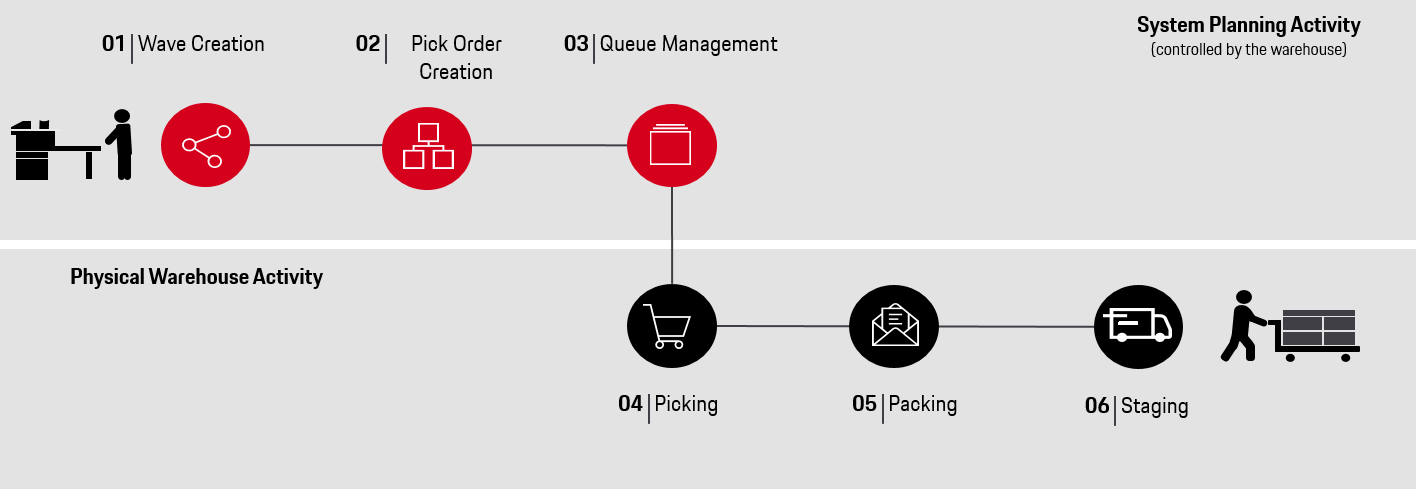 System Planning Activity
(controlled by the warehouse)
01 | Wave Creation
02 | Pick Order
Creation
03 | Queue Management
Physical Warehouse Activity
04 | Picking
05 | Packing
06 | Staging